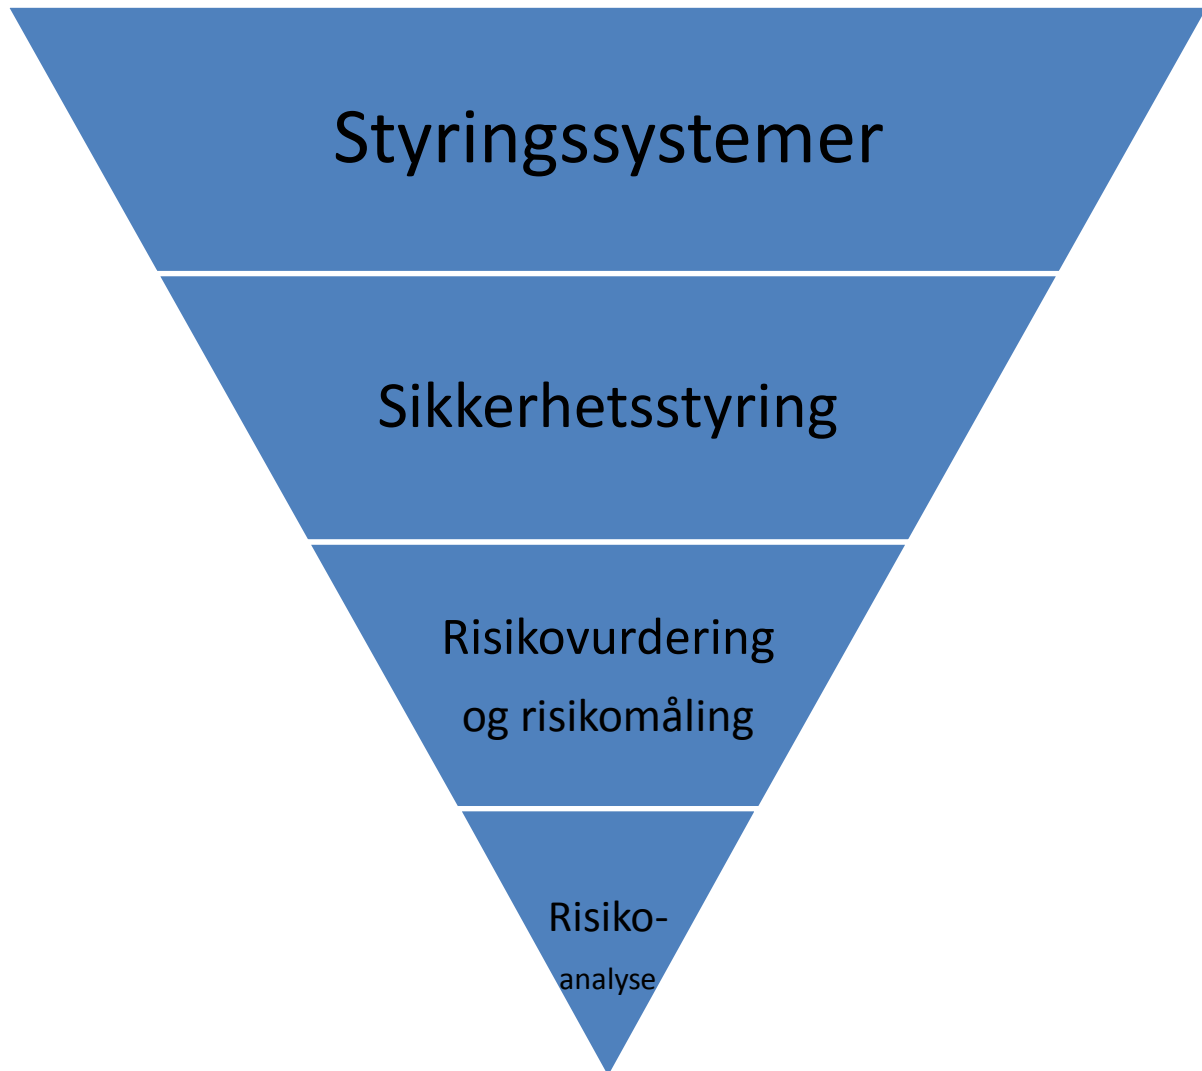 Styringssystemer
Sikkerhetsstyring
Risikovurdering
og risikomåling
Risiko-
analyse